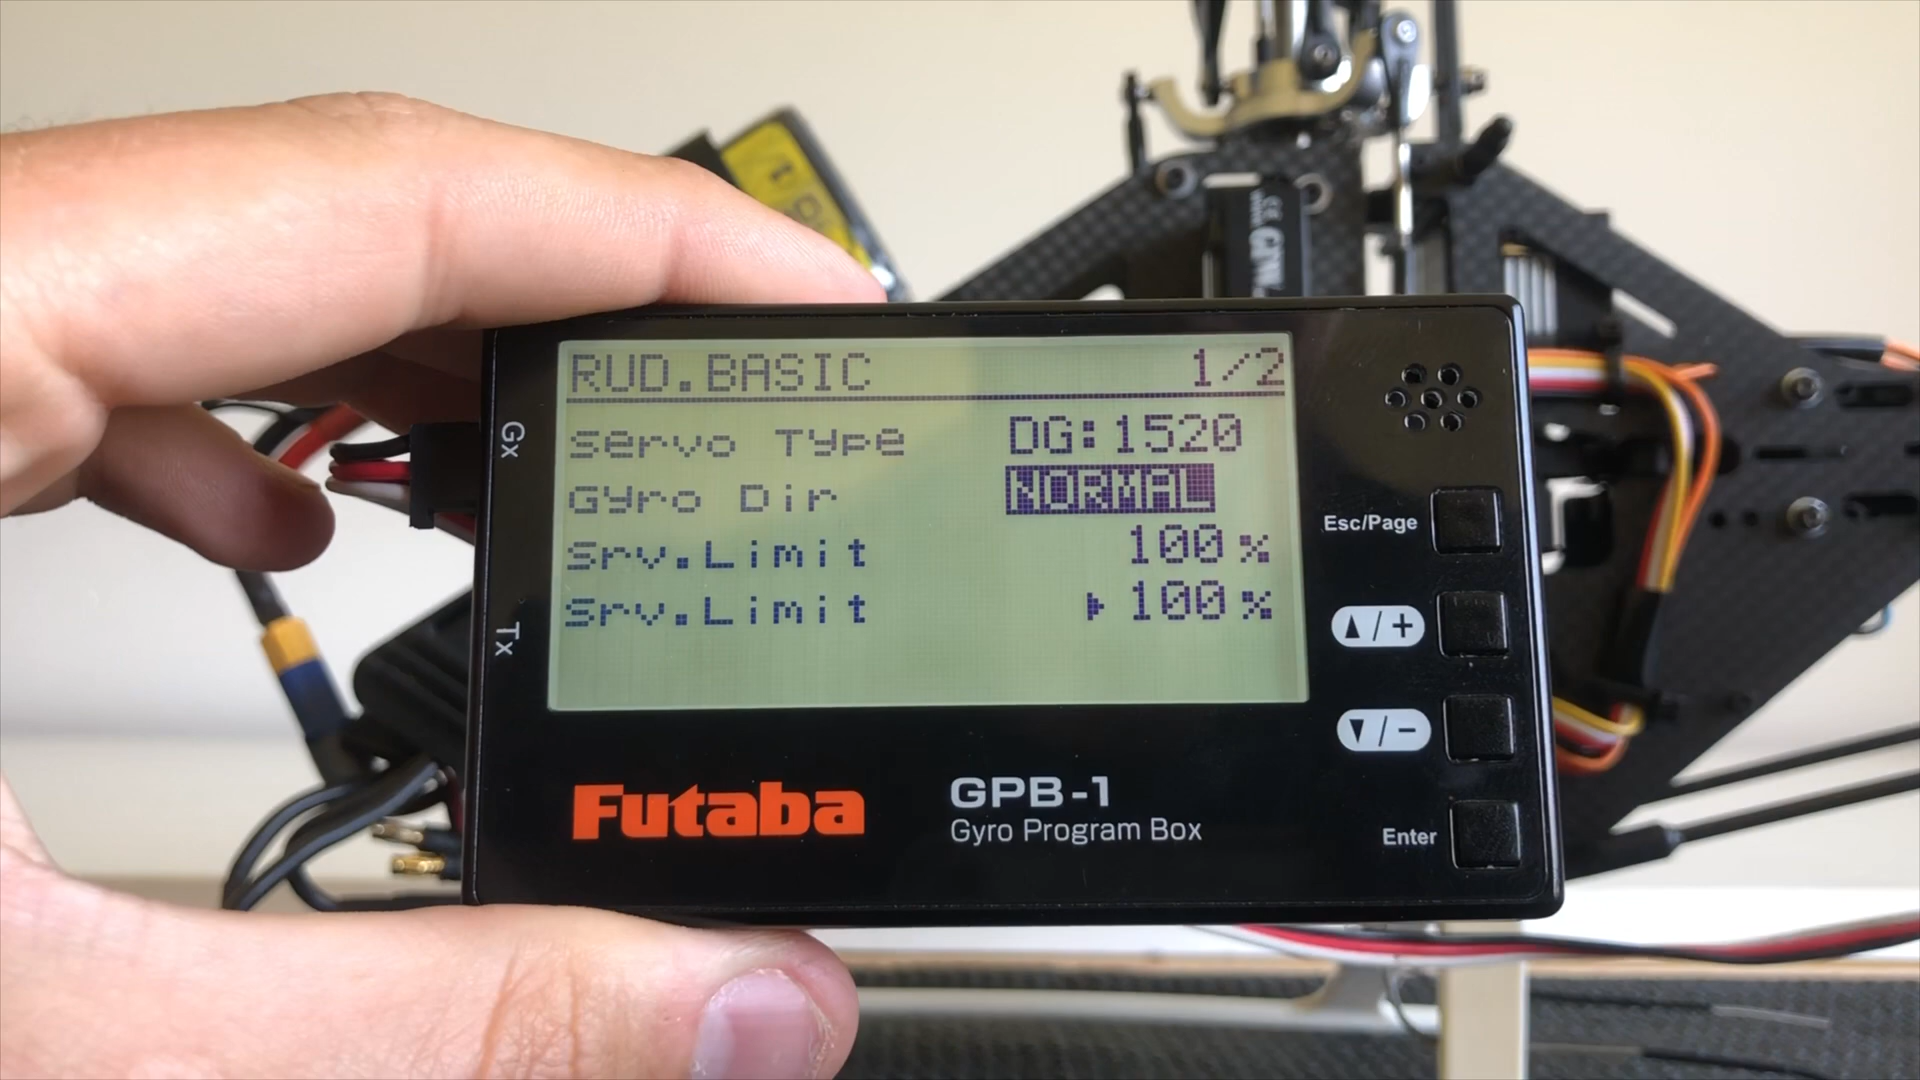 RUD.BASIC 1/2
Servo Type DG:1520
Gyro Dir NORMAL
Srv.Limit 100%
Srv.Limit ▶100%
Gx
Tx
Esc/Page
▲/+
▼/−
Enter
Futaba
GPB-1
Gyro Program Box